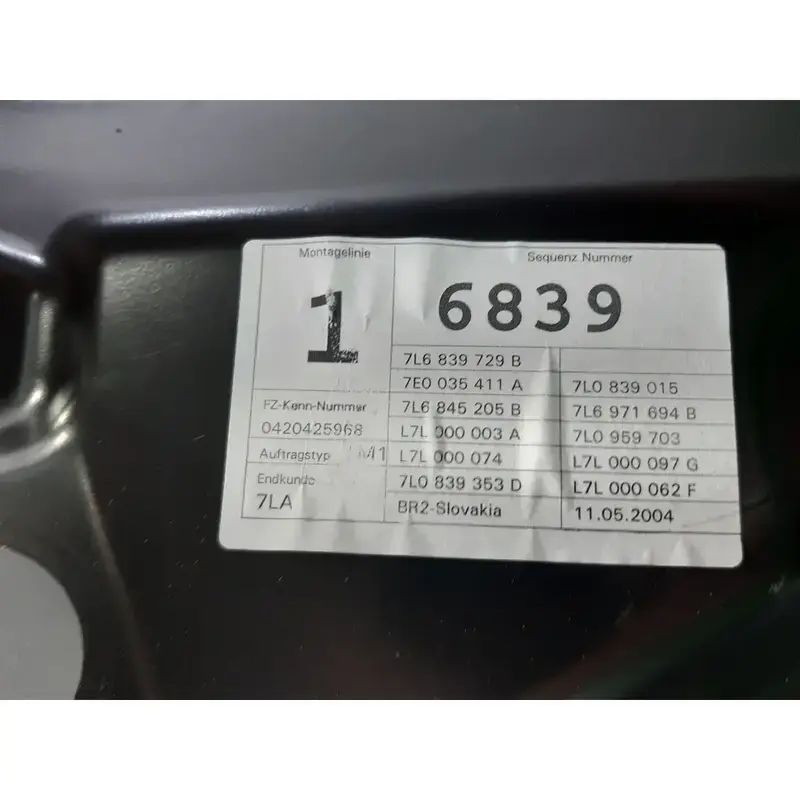 Montagelinie
1
Sequenz Nummer
6839
7L6 839 729 B
7E0 035 411 A
7L0 839 015
FZ-Kenn-Nummer
7L6 845 205 B
7L6 971 694 B
0420425968
L7L 000 003 A
7L0 959 703
Auftragstyp M1
L7L 000 074
L7L 000 097 G
Endkunde
7L0 839 353 D
L7L 000 062 F
7LA
BR2-Slovakia
11.05.2004